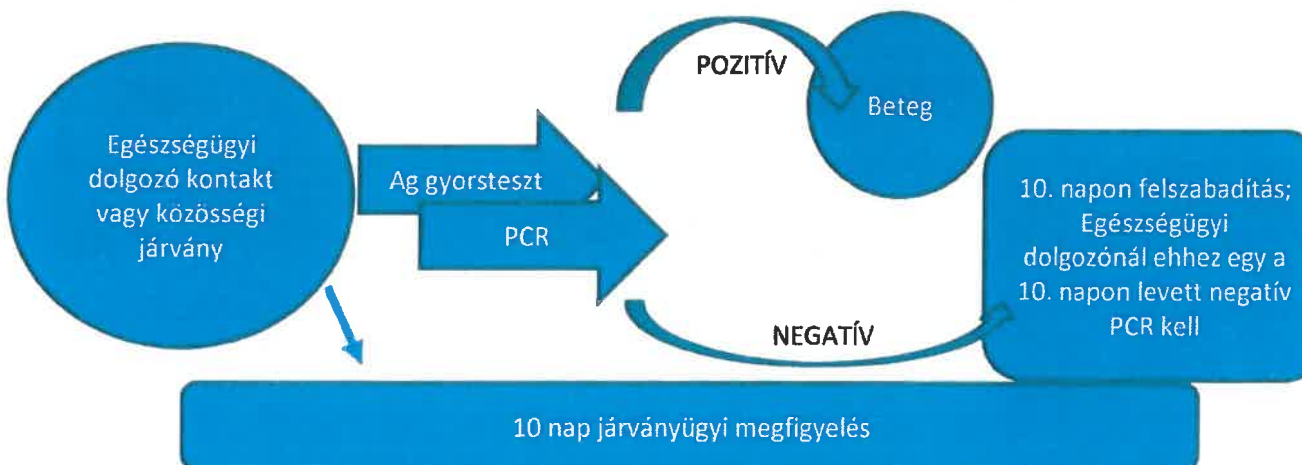 Egészségügyi
dolgozó kontakt
vagy közösségi
járvány
Ag gyorsteszt
PCR
POZITÍV
Beteg
NEGATÍV
10. napon felszabadítás;
Egészségügyi
dolgozónál ehhez egy a
10. napon levett negatív
PCR kell
10 nap járványügyi megfigyelés